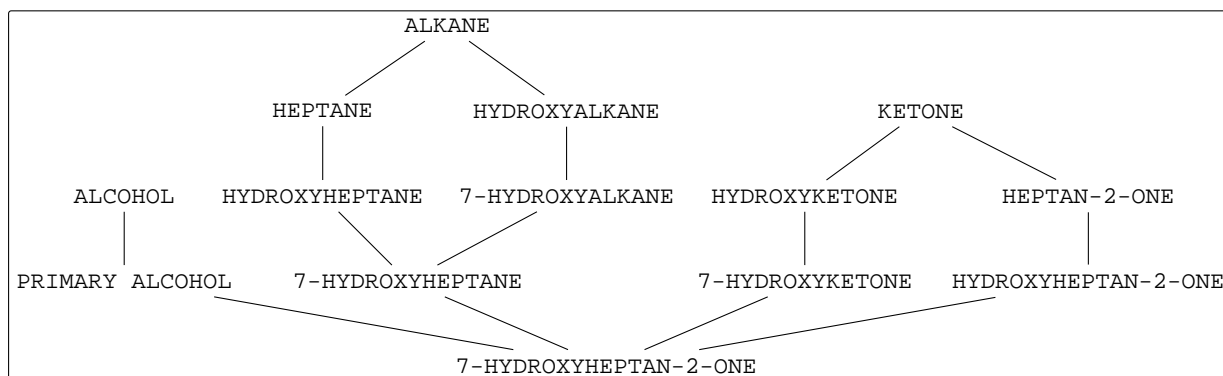 ALKANE
HEPTANE HYDROXYALKANE KETONE
ALCOHOL HYDROXYHEPTANE 7-HYDROXYALKANE HYDROXYKETONE HEPTAN-2-ONE
PRIMARY ALCOHOL 7-HYDROXYHEPTANE 7-HYDROXYKETONE HYDROXYHEPTAN-2-ONE
7-HYDROXYHEPTAN-2-ONE